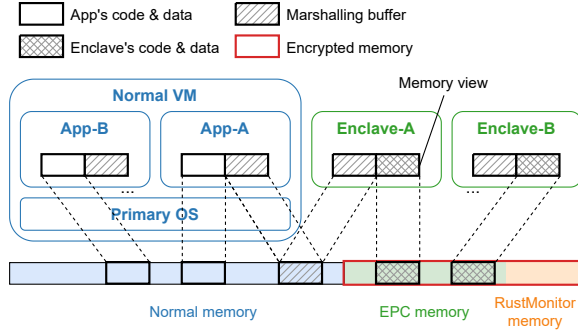 App's code & data
Marshalling buffer
Enclave's code & data
Encrypted memory
Memory view
Normal VM
App-B
App-A
Enclave-A
Enclave-B
...
...
Primary OS
Normal memory
EPC memory
RustMonitor
memory